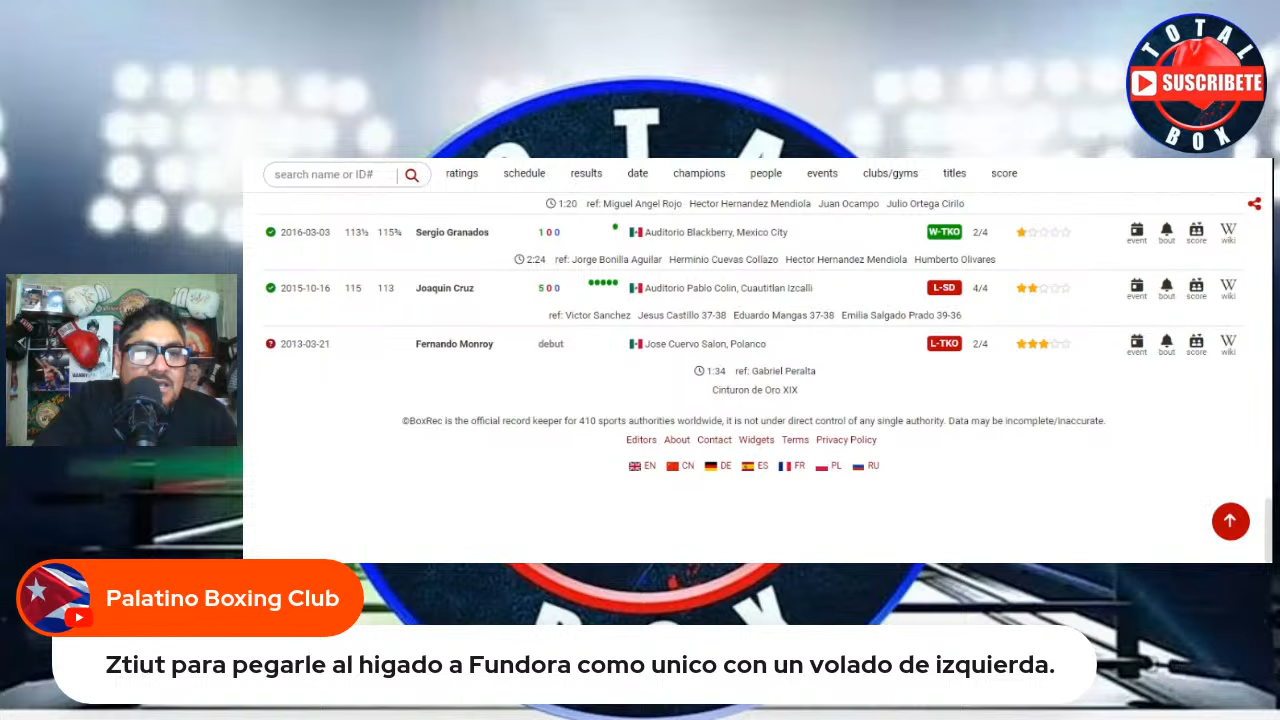 TOTAL
SUSCRIBETE
BOX
search name or ID# ratings schedule results date champions people events clubs/gyms titles score
1:20 ref: Miguel Angel Rojo Hector Hernandez Mendiola Juan Ocampo Julio Ortega Cirilo
2016-03-03 113½ 115¾ Sergio Granados 1 0 0 Auditorio Blackberry, Mexico City W-TKO 2/4 event bout score wiki
2:24 ref: Jorge Bonilla Aguilar Herminio Cuevas Collazo Hector Hernandez Mendiola Humberto Olivares
2015-10-16 115 113 Joaquin Cruz 5 0 0 Auditorio Pablo Colin, Cuautitlan Izcalli L-SD 4/4 event bout score wiki
ref: Victor Sanchez Jesus Castillo 37-38 Eduardo Mangas 37-38 Emilia Salgado Prado 39-36
2013-03-21 Fernando Monroy debut Jose Cuervo Salon, Polanco L-TKO 2/4 event bout score wiki
1:34 ref: Gabriel Peralta
Cinturon de Oro XIX
©BoxRec is the official record keeper for 410 sports authorities worldwide, it is not under direct control of any single authority. Data may be incomplete/inaccurate.
Editors About Contact Widgets Terms Privacy Policy
EN CN DE ES FR PL RU
Palatino Boxing Club
Ztiut para pegarle al higado a Fundora como unico con un volado de izquierda.